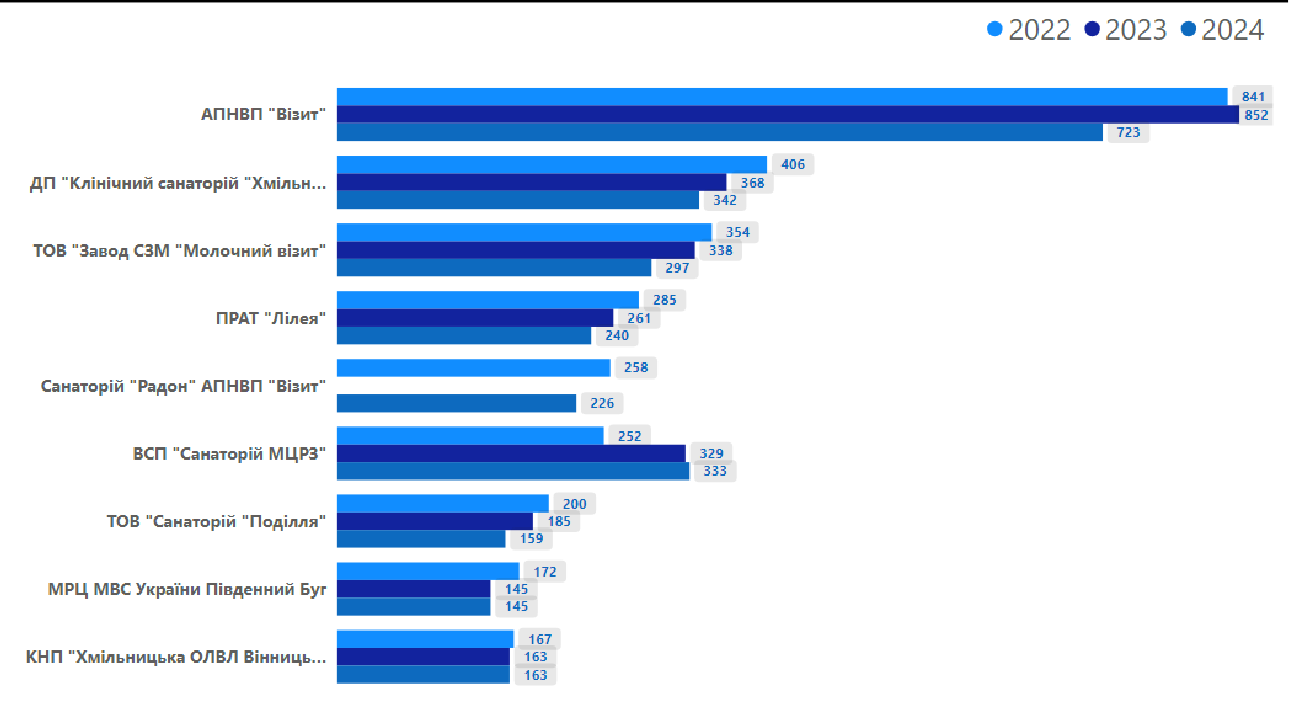 2022 2023 2024
АПНВП "Візит"
841
852
723
ДП "Клінічний санаторій "Хмільн...
406
368
342
ТОВ "Завод СЗМ "Молочний візит"
354
338
297
ПРАТ "Лілея"
285
261
240
Санаторій "Радон" АПНВП "Візит"
258
226
ВСП "Санаторій МЦРЗ"
252
329
333
ТОВ "Санаторій "Поділля"
200
185
159
МРЦ МВС України Південний Буг
172
145
145
КНП "Хмільницька ОЛВЛ Вінниць...
167
163
163